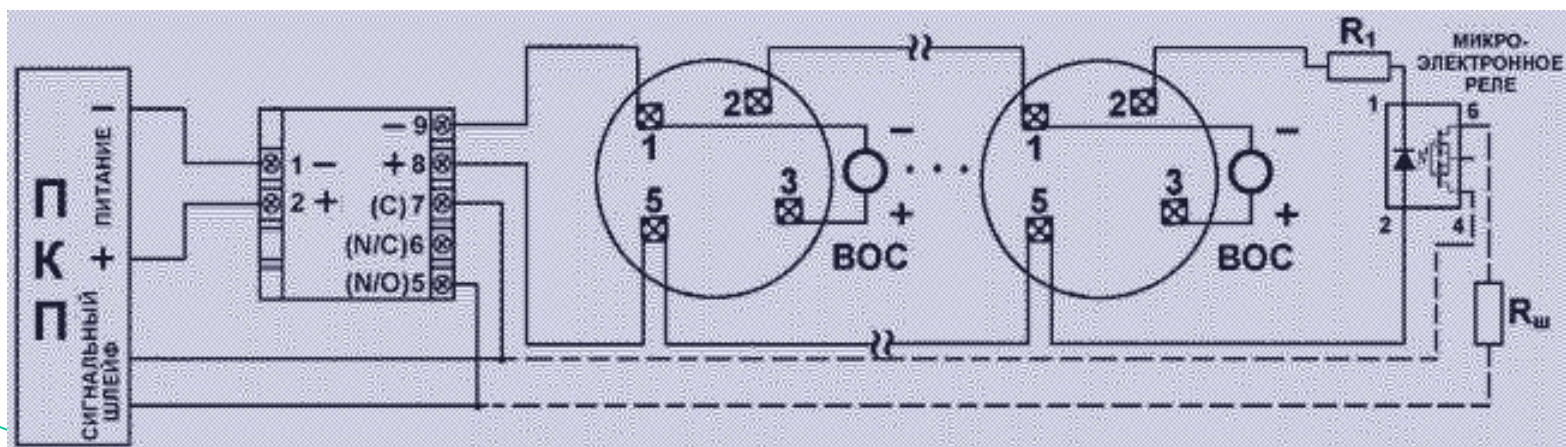 ПКП
− ПИТАНИЕ +
СИГНАЛЬНЫЙ
ШЛЕЙФ
1 −
2 +
− 9
+ 8
(C) 7
(N/C) 6
(N/O) 5
1
2
3
5
−
+
ВОС
...
1
2
3
5
−
+
ВОС
R₁
МИКРО-
ЭЛЕКТРОННОЕ
РЕЛЕ
1
6
2
4
Rш